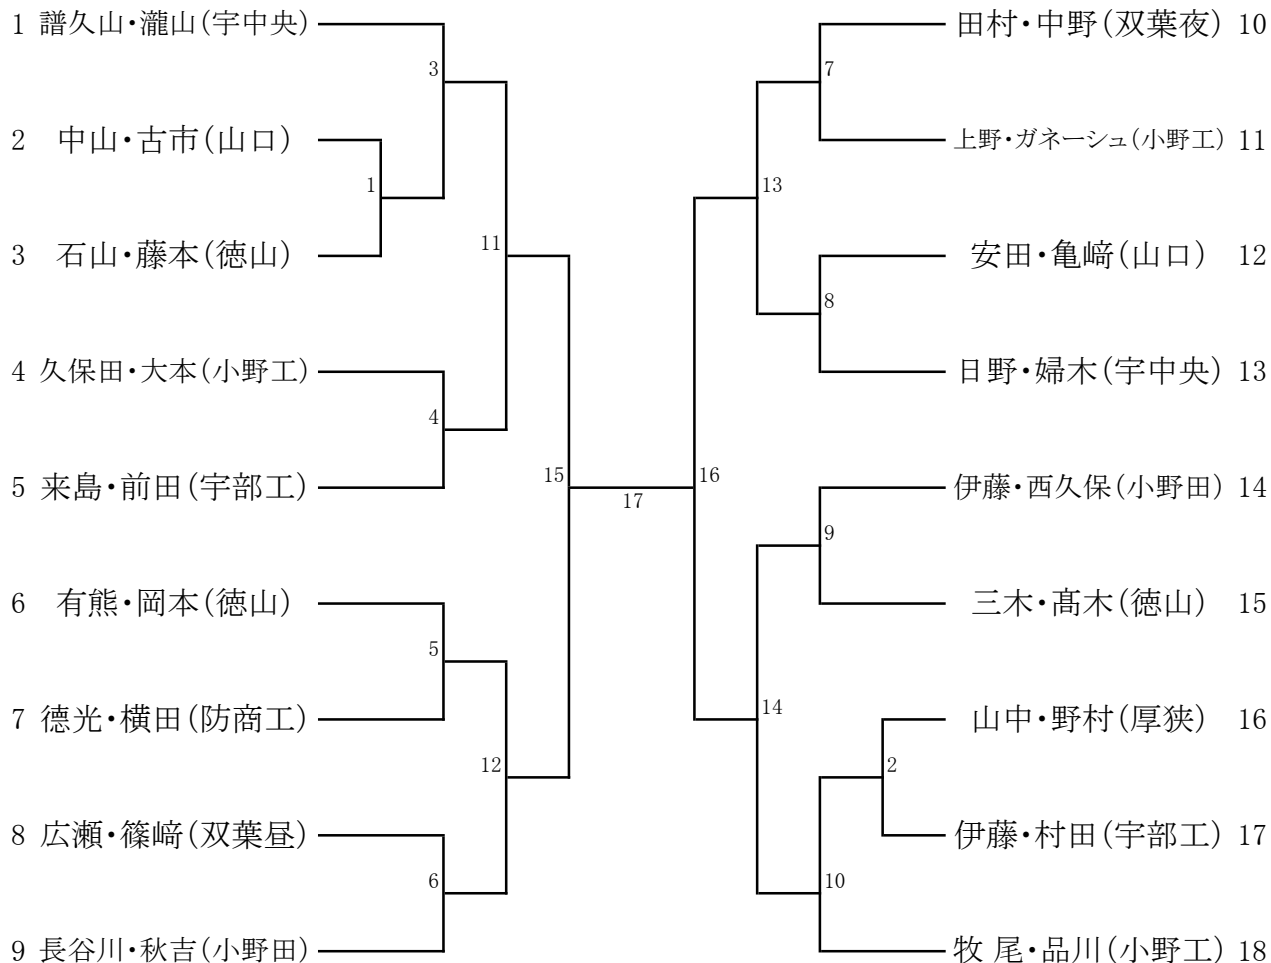 1 譜久山・瀧山(宇中央)
3
2 中山・古市(山口)
1
3 石山・藤本(徳山)
11
4 久保田・大本(小野工)
4
5 来島・前田(宇部工)
15
17
6 有熊・岡本(徳山)
5
7 德光・横田(防商工)
12
8 広瀬・篠﨑(双葉昼)
6
9 長谷川・秋吉(小野田)
田村・中野(双葉夜) 10
7
上野・ガネーシュ(小野工) 11
13
安田・亀﨑(山口) 12
8
日野・婦木(宇中央) 13
16
伊藤・西久保(小野田) 14
9
三木・髙木(徳山) 15
14
山中・野村(厚狭) 16
2
伊藤・村田(宇部工) 17
10
牧 尾・品川(小野工) 18